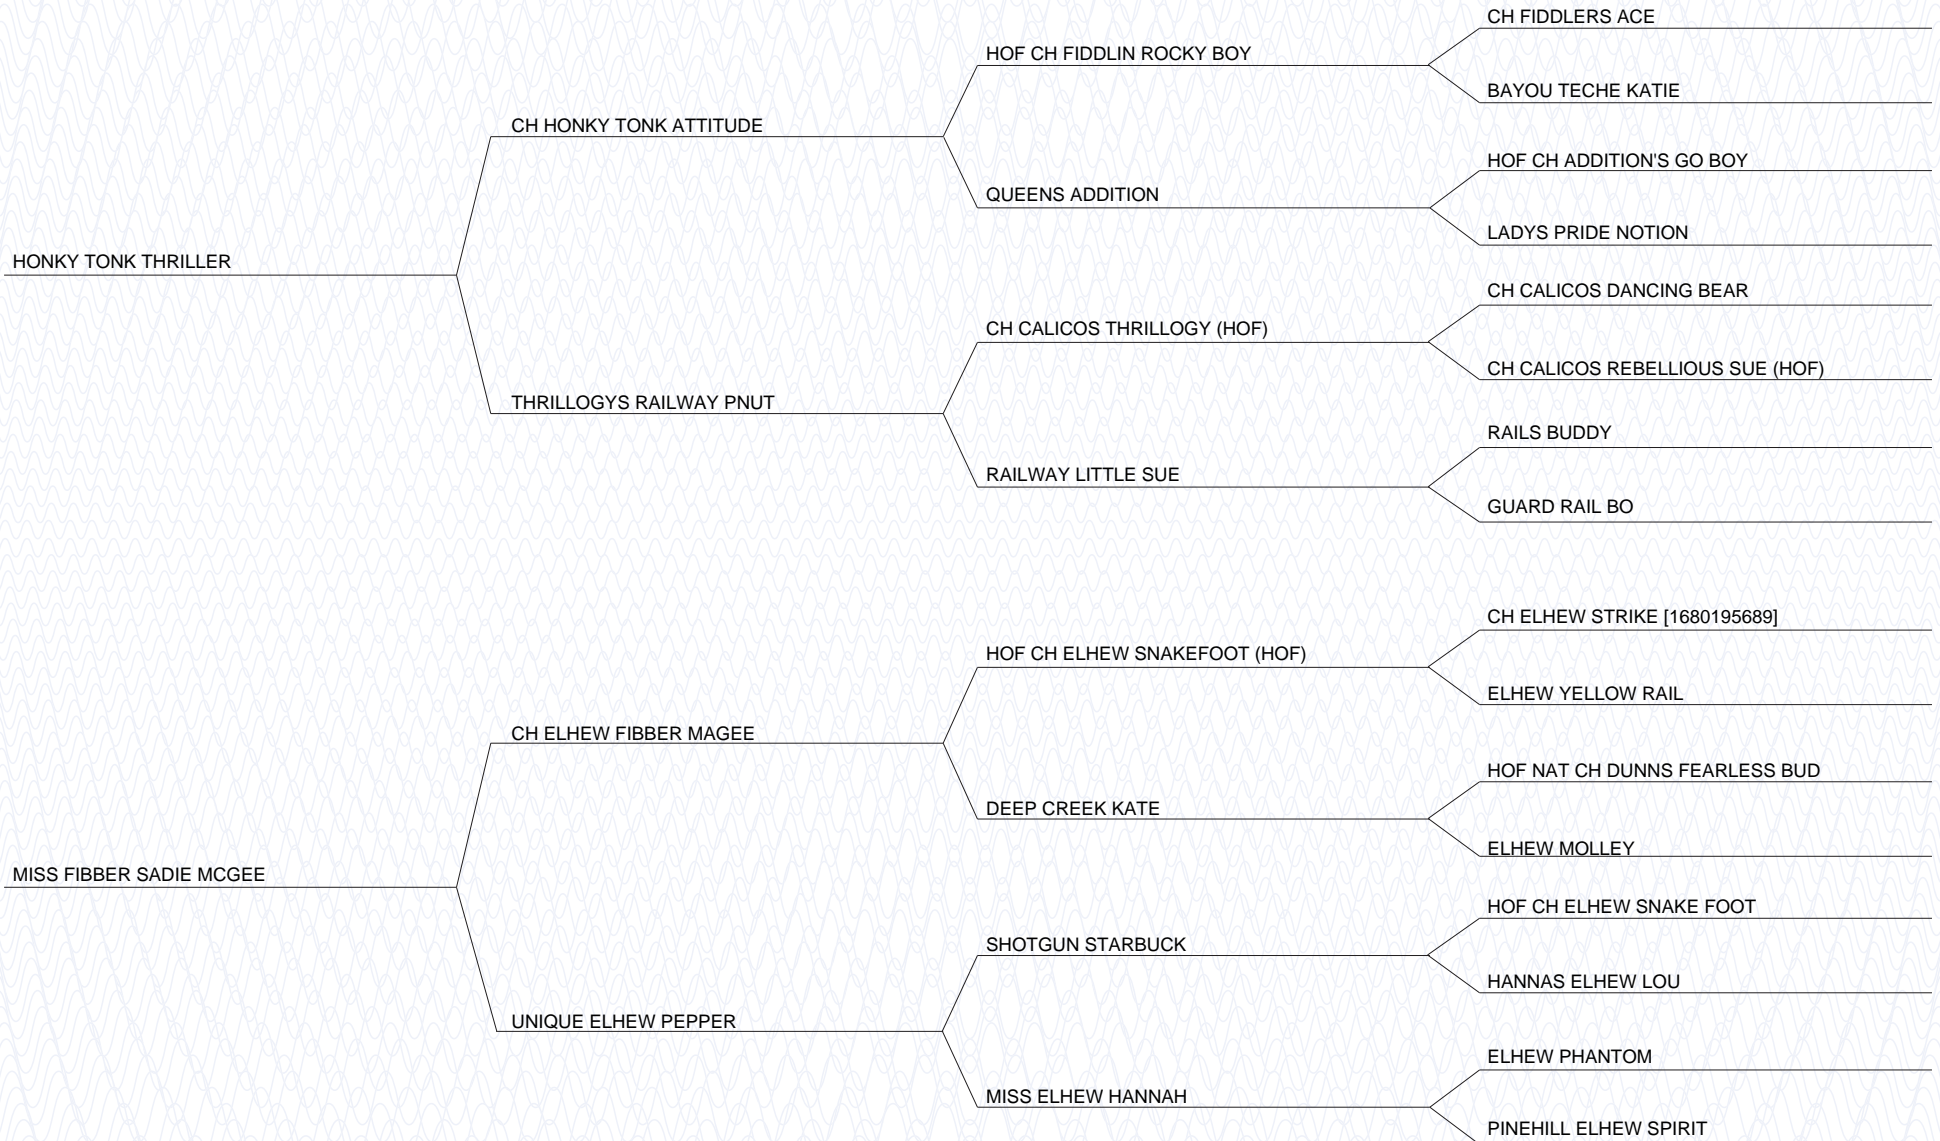 CH FIDDLERS ACE
HOF CH FIDDLIN ROCKY BOY
BAYOU TECHE KATIE
CH HONKY TONK ATTITUDE
HOF CH ADDITION'S GO BOY
QUEENS ADDITION
LADYS PRIDE NOTION
HONKY TONK THRILLER
CH CALICOS DANCING BEAR
CH CALICOS THRILLOGY (HOF)
CH CALICOS REBELLIOUS SUE (HOF)
THRILLOGYS RAILWAY PNUT
RAILS BUDDY
RAILWAY LITTLE SUE
GUARD RAIL BO
CH ELHEW STRIKE [1680195689]
HOF CH ELHEW SNAKEFOOT (HOF)
ELHEW YELLOW RAIL
CH ELHEW FIBBER MAGEE
HOF NAT CH DUNNS FEARLESS BUD
DEEP CREEK KATE
ELHEW MOLLEY
MISS FIBBER SADIE MCGEE
HOF CH ELHEW SNAKE FOOT
SHOTGUN STARBUCK
HANNAS ELHEW LOU
UNIQUE ELHEW PEPPER
ELHEW PHANTOM
MISS ELHEW HANNAH
PINEHILL ELHEW SPIRIT